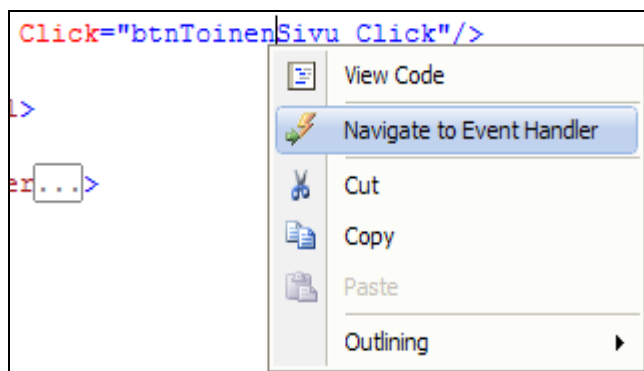 Click="btnToinenSivu_Click"/>
View Code
l>
Navigate to Event Handler
er...>
Cut
Copy
Paste
Outlining